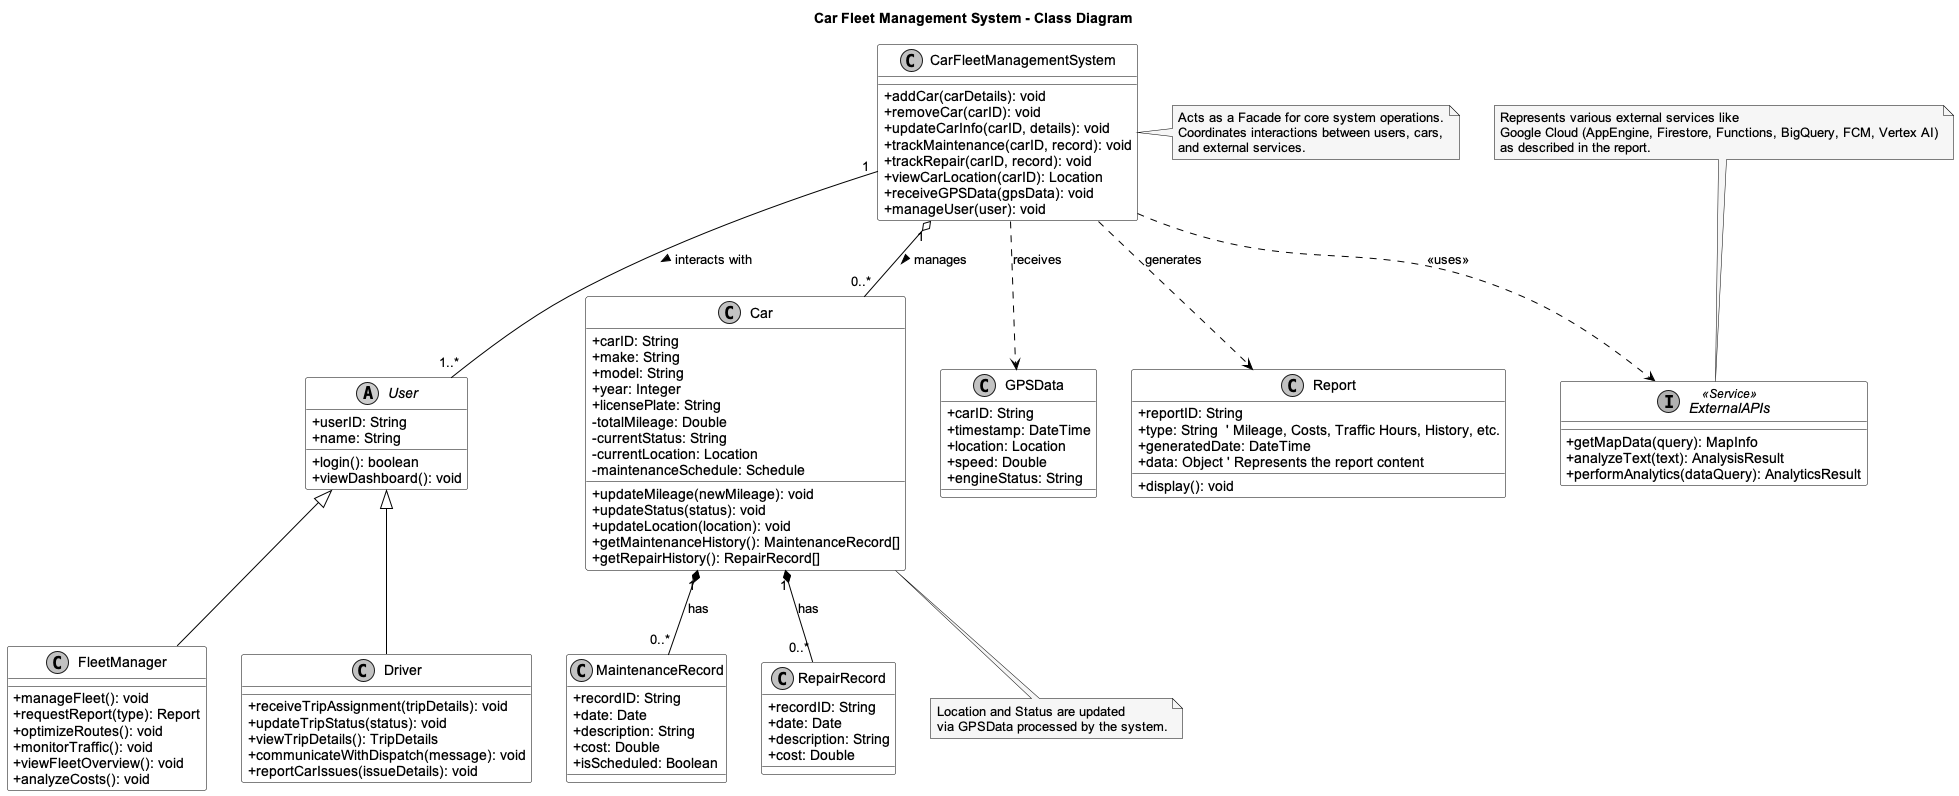 Car Fleet Management System - Class Diagram
C CarFleetManagementSystem
+addCar(carDetails): void
+removeCar(carID): void
+updateCarInfo(carID, details): void
+trackMaintenance(carID, record): void
+trackRepair(carID, record): void
+viewCarLocation(carID): Location
+receiveGPSData(gpsData): void
+manageUser(user): void
Acts as a Facade for core system operations.
Coordinates interactions between users, cars,
and external services.
Represents various external services like
Google Cloud (AppEngine, Firestore, Functions, BigQuery, FCM, Vertex AI)
as described in the report.
1
1
interacts with
manages
receives
generates
«uses»
0..*
1..*
C Car
+carID: String
+make: String
+model: String
+year: Integer
+licensePlate: String
-totalMileage: Double
-currentStatus: String
-currentLocation: Location
-maintenanceSchedule: Schedule
+updateMileage(newMileage): void
+updateStatus(status): void
+updateLocation(location): void
+getMaintenanceHistory(): MaintenanceRecord[]
+getRepairHistory(): RepairRecord[]
A User
+userID: String
+name: String
+login(): boolean
+viewDashboard(): void
C GPSData
+carID: String
+timestamp: DateTime
+location: Location
+speed: Double
+engineStatus: String
C Report
+reportID: String
+type: String ' Mileage, Costs, Traffic Hours, History, etc.
+generatedDate: DateTime
+data: Object ' Represents the report content
+display(): void
«Service»
I ExternalAPIs
+getMapData(query): MapInfo
+analyzeText(text): AnalysisResult
+performAnalytics(dataQuery): AnalyticsResult
1
1
has
has
0..*
0..*
C FleetManager
+manageFleet(): void
+requestReport(type): Report
+optimizeRoutes(): void
+monitorTraffic(): void
+viewFleetOverview(): void
+analyzeCosts(): void
C Driver
+receiveTripAssignment(tripDetails): void
+updateTripStatus(status): void
+viewTripDetails(): TripDetails
+communicateWithDispatch(message): void
+reportCarIssues(issueDetails): void
C MaintenanceRecord
+recordID: String
+date: Date
+description: String
+cost: Double
+isScheduled: Boolean
C RepairRecord
+recordID: String
+date: Date
+description: String
+cost: Double
Location and Status are updated
via GPSData processed by the system.